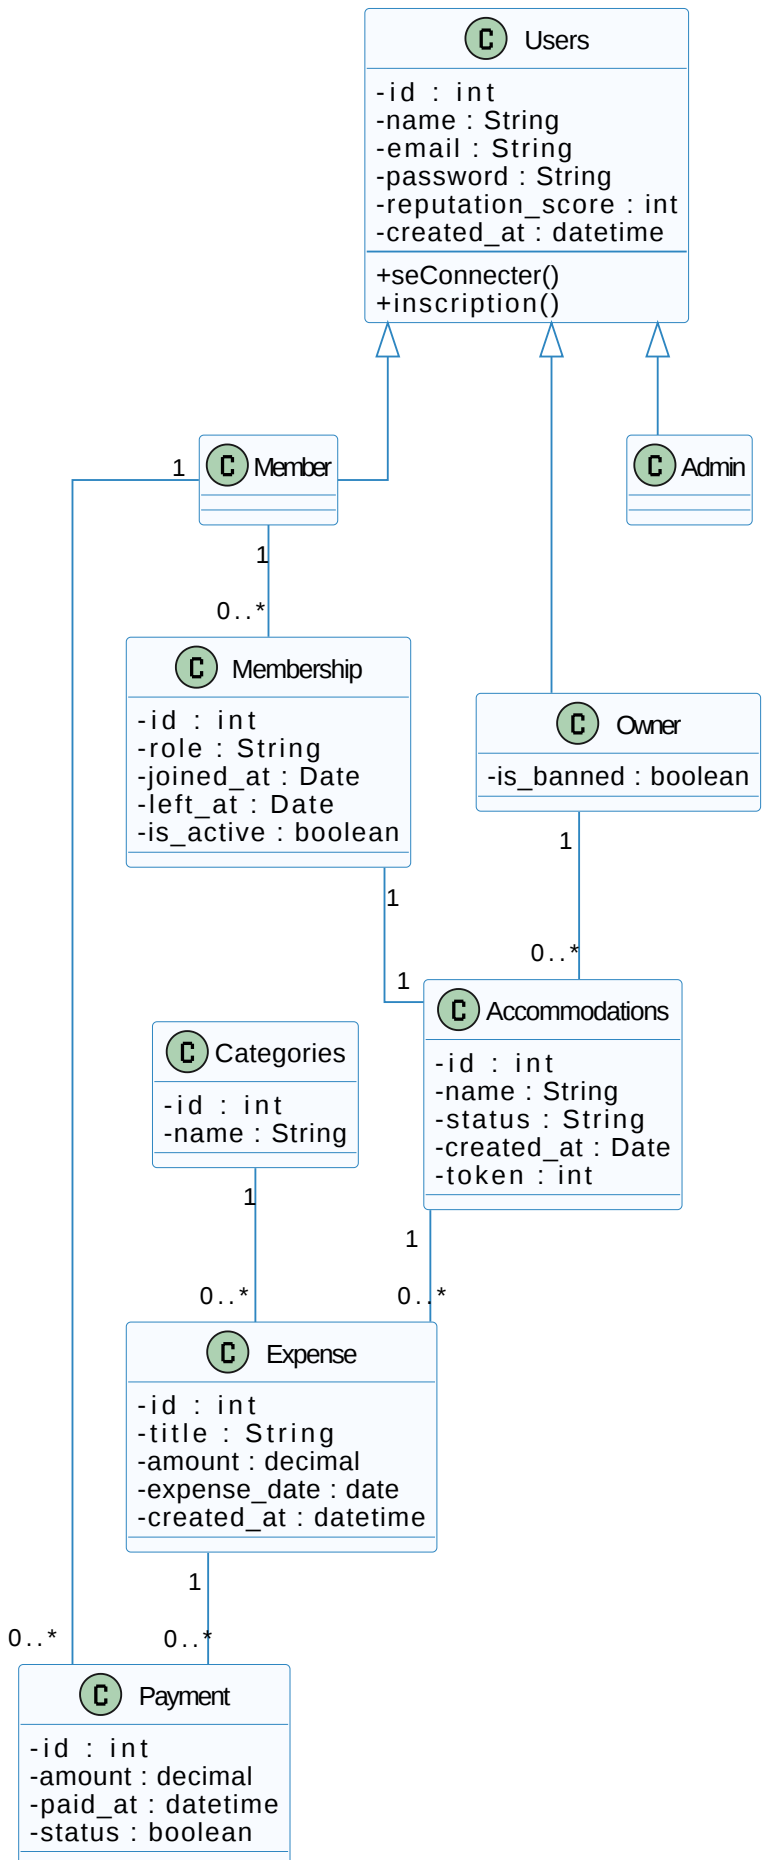 C Users
-id : int
-name : String
-email : String
-password : String
-reputation_score : int
-created_at : datetime
+seConnecter()
+inscription()
1
C Member
C Admin
1
0..*
C Membership
-id : int
-role : String
-joined_at : Date
-left_at : Date
-is_active : boolean
C Owner
-is_banned : boolean
1
1
0..*
1
C Accommodations
-id : int
-name : String
-status : String
-created_at : Date
-token : int
C Categories
-id : int
-name : String
1
1
0..*
0..*
C Expense
-id : int
-title : String
-amount : decimal
-expense_date : date
-created_at : datetime
1
0..*
0..*
C Payment
-id : int
-amount : decimal
-paid_at : datetime
-status : boolean